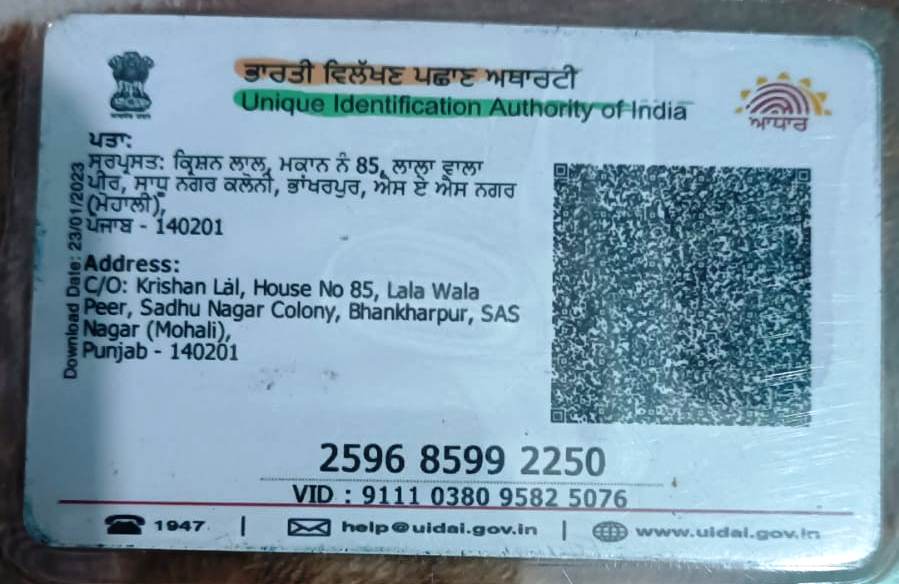 ਭਾਰਤੀ ਵਿਲੱਖਣ ਪਛਾਣ ਅਥਾਰਟੀ
Unique Identification Authority of India
ਆਧਾਰ
ਪਤਾ:
ਸਰਪ੍ਰਸਤ: ਕ੍ਰਿਸ਼ਨ ਲਾਲ, ਮਕਾਨ ਨੰ 85, ਲਾਲਾ ਵਾਲਾ
ਪੀਰ, ਸਾਧੂ ਨਗਰ ਕਲੋਨੀ, ਭਾਂਖਰਪੁਰ, ਐਸ ਏ ਐਸ ਨਗਰ
(ਮੋਹਾਲੀ),
ਪੰਜਾਬ - 140201
Address:
C/O: Krishan Lal, House No 85, Lala Wala
Peer, Sadhu Nagar Colony, Bhankharpur, SAS
Nagar (Mohali),
Punjab - 140201
Download Date: 23/01/2023
2596 8599 2250
VID : 9111 0380 9582 5076
1947 | help@uidai.gov.in | www.uidai.gov.in